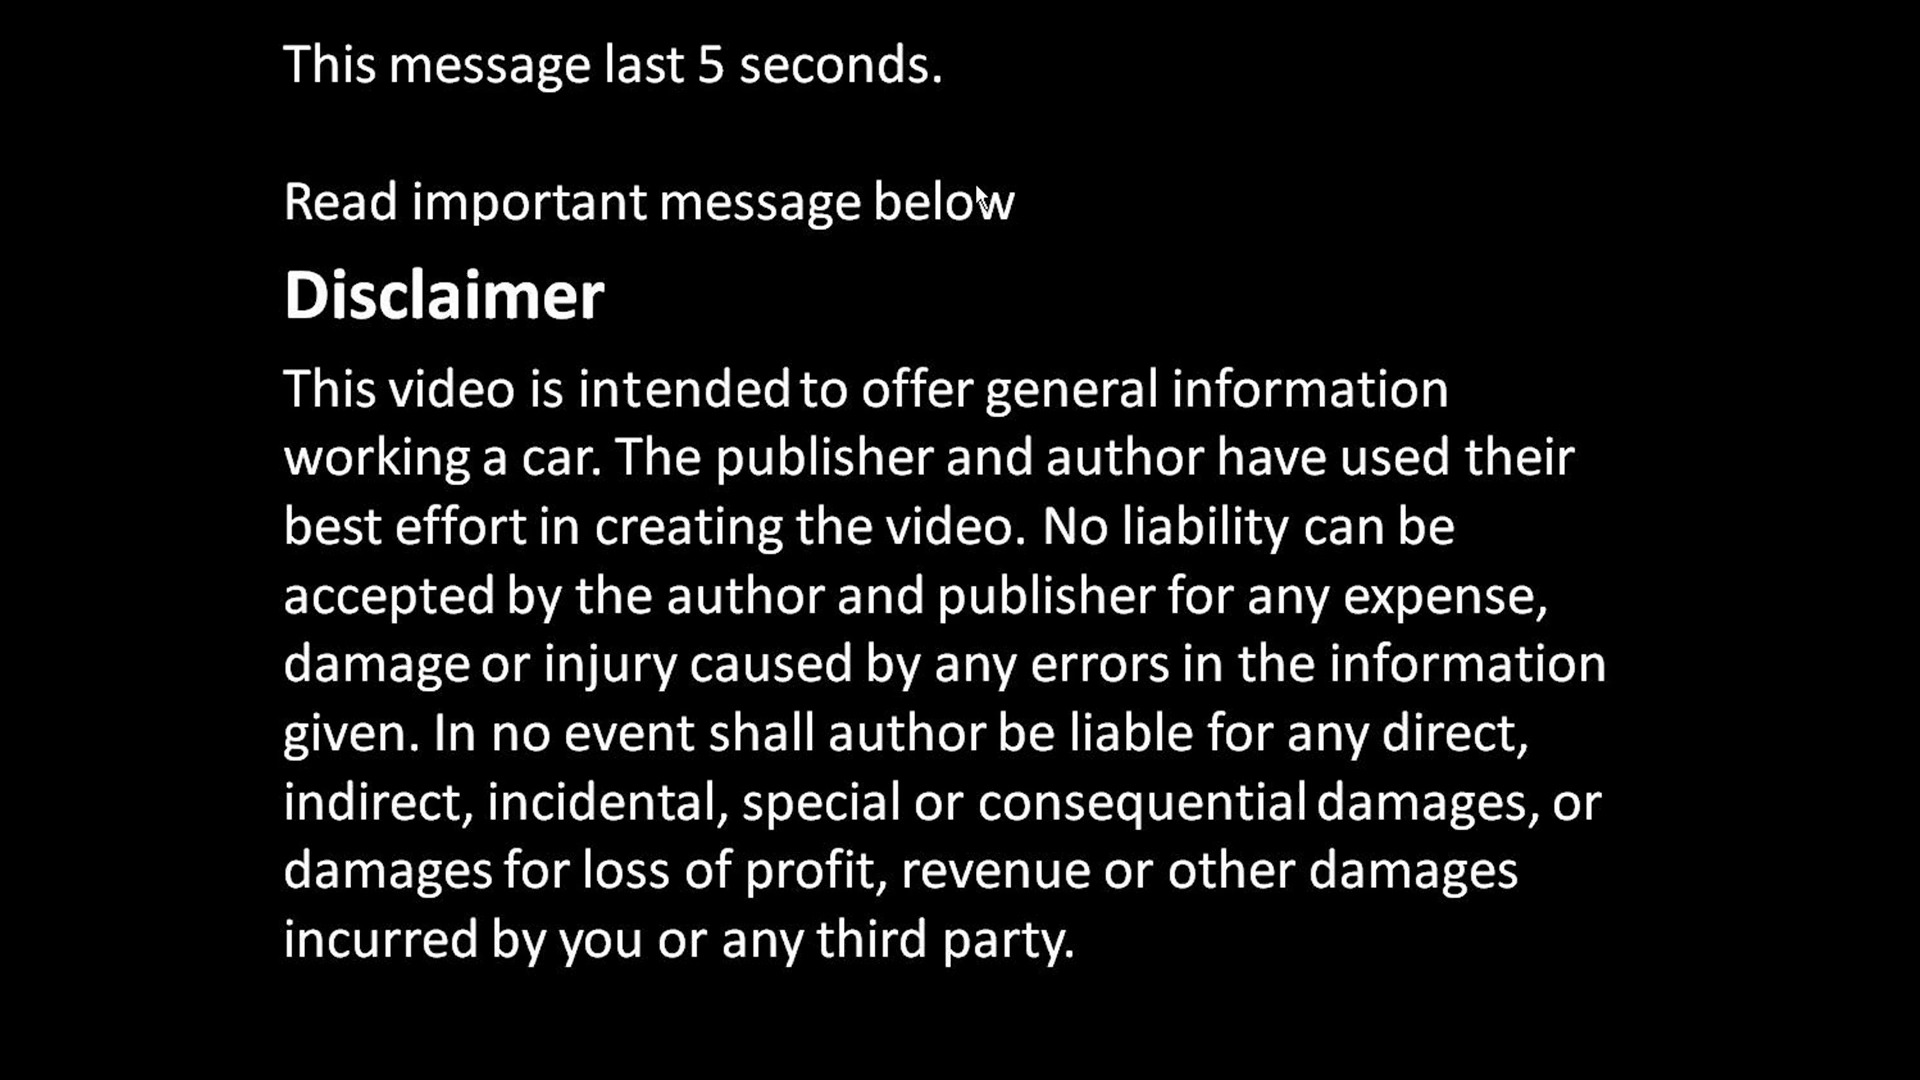 This message last 5 seconds.
Read important message below
Disclaimer
This video is intended to offer general information
working a car. The publisher and author have used their
best effort in creating the video. No liability can be
accepted by the author and publisher for any expense,
damage or injury caused by any errors in the information
given. In no event shall author be liable for any direct,
indirect, incidental, special or consequential damages, or
damages for loss of profit, revenue or other damages
incurred by you or any third party.